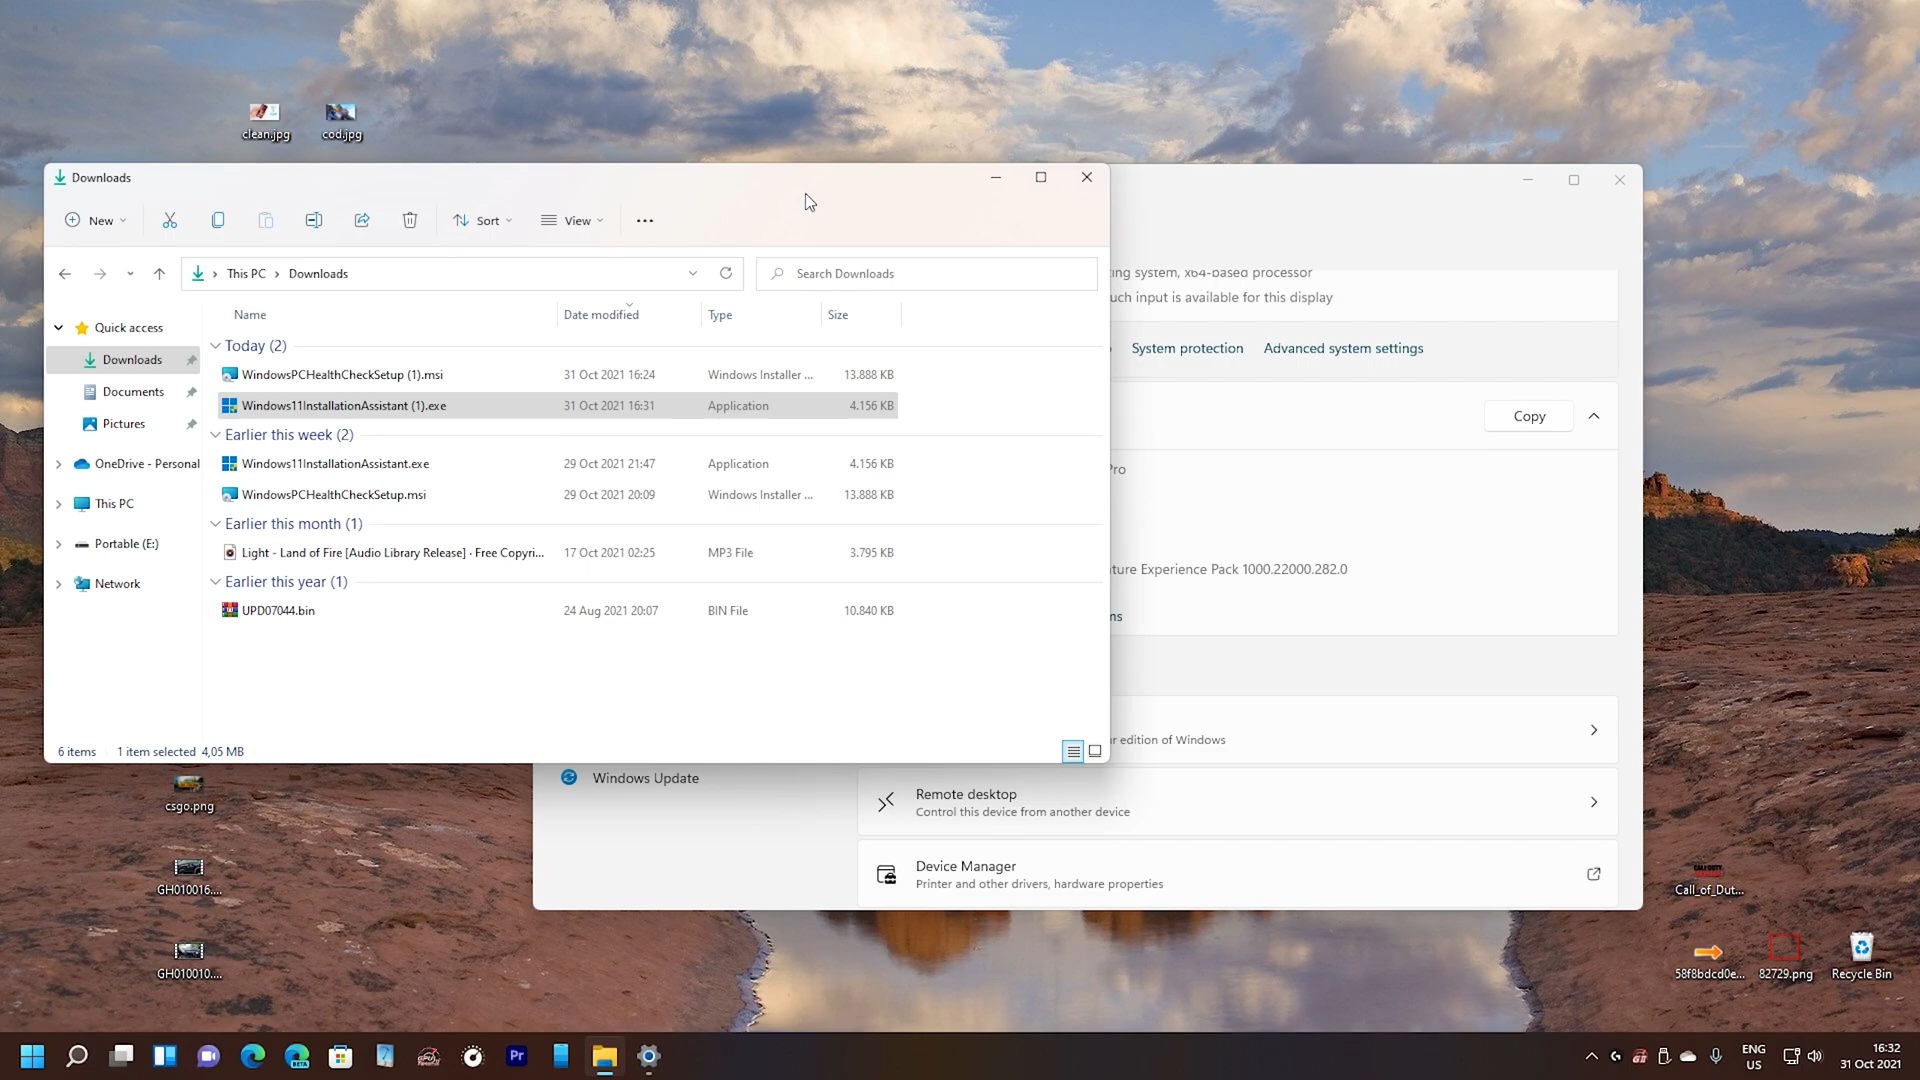 clean.jpg
cod.jpg
Downloads
New
Sort
View
This PC > Downloads
Search Downloads
Name
Date modified
Type
Size
Quick access
Downloads
Documents
Pictures
OneDrive - Personal
This PC
Portable (E:)
Network
Today (2)
WindowsPCHealthCheckSetup (1).msi 31 Oct 2021 16:24 Windows Installer ... 13.888 KB
Windows11InstallationAssistant (1).exe 31 Oct 2021 16:31 Application 4.156 KB
Earlier this week (2)
Windows11InstallationAssistant.exe 29 Oct 2021 21:47 Application 4.156 KB
WindowsPCHealthCheckSetup.msi 29 Oct 2021 20:09 Windows Installer ... 13.888 KB
Earlier this month (1)
Light - Land of Fire [Audio Library Release] · Free Copyri... 17 Oct 2021 02:25 MP3 File 3.795 KB
Earlier this year (1)
UPD07044.bin 24 Aug 2021 20:07 BIN File 10.840 KB
6 items 1 item selected 4,05 MB
ing system, x64-based processor
uch input is available for this display
System protection Advanced system settings
Copy
Pro
ture Experience Pack 1000.22000.282.0
ms
r edition of Windows
Windows Update
Remote desktop
Control this device from another device
Device Manager
Printer and other drivers, hardware properties
csgo.png
GH010016....
GH010010....
Call_of_Dut...
58f8bdcd0e...
82729.png
Recycle Bin
BETA
Pr
ENG
US
16:32
31 Oct 2021